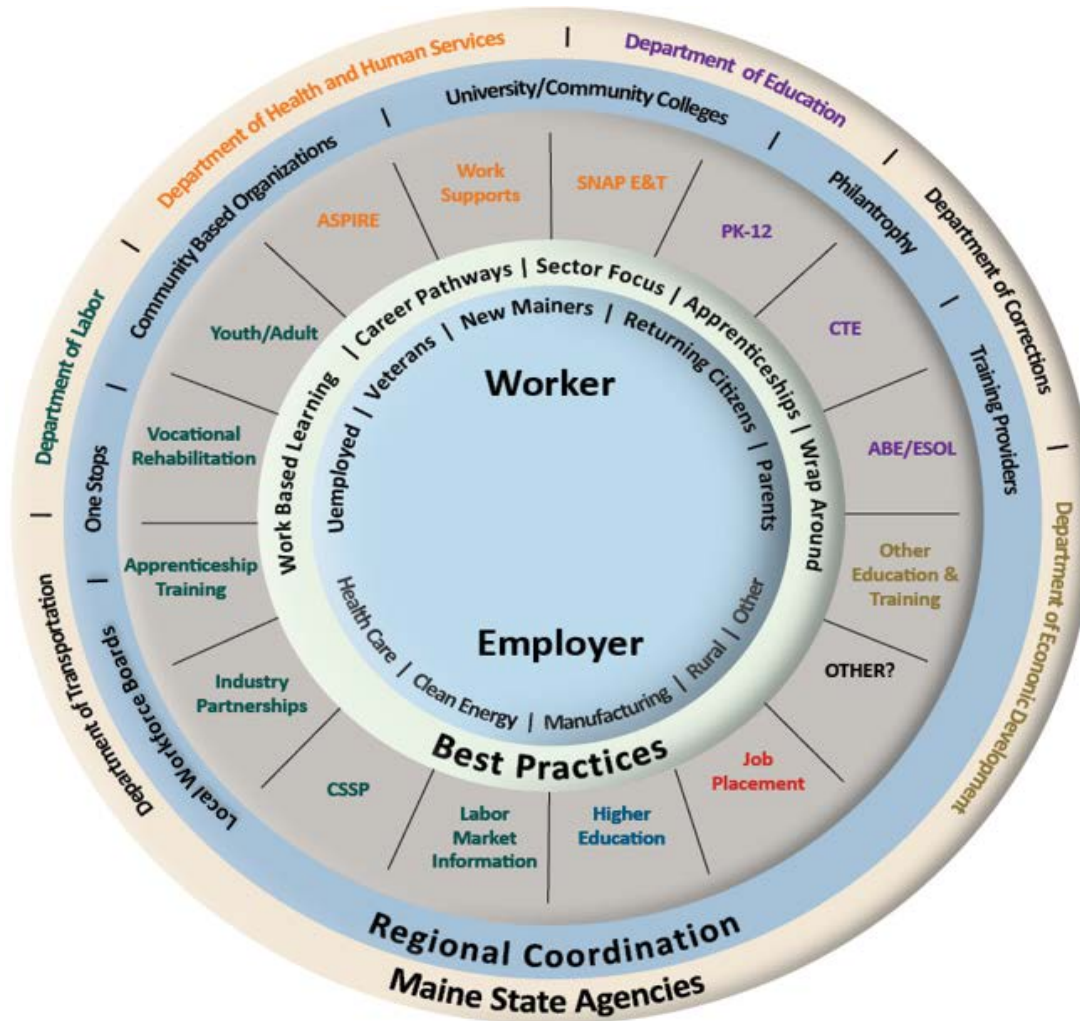 Department of Transportation | Department of Labor | Department of Health and Human Services | Department of Education | Department of Corrections | Department of Econonic Development
Maine State Agencies
Local Workforce Boards | One Stops | Community Based Organizations | University/Community Colleges | Philantrophy | Training Providers
Regional Coordination
Work
Supports
SNAP E&T
PK-12
CTE
ABE/ESOL
Other
Education &
Training
OTHER?
Job
Placement
Higher
Education
Labor
Market
Information
CSSP
Industry
Partnerships
Apprenticeship
Training
Vocational
Rehabilitation
Youth/Adult
ASPIRE
Work Based Learning | Career Pathways | Sector Focus | Apprenticeships | Wrap Around
Best Practices
Uemployed | Veterans | New Mainers | Returning Citizens | Parents
Worker
Employer
Health Care | Clean Energy | Manufacturing | Rural | Other